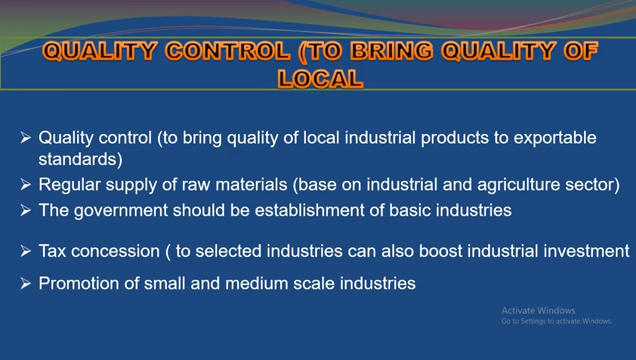 QUALITY CONTROL (TO BRING QUALITY OF
LOCAL
➢ Quality control (to bring quality of local industrial products to exportable
standards)
➢ Regular supply of raw materials (base on industrial and agriculture sector)
➢ The government should be establishment of basic industries
➢ Tax concession ( to selected industries can also boost industrial investment
➢ Promotion of small and medium scale industries
Activate Windows
Go to Settings to activate Windows.